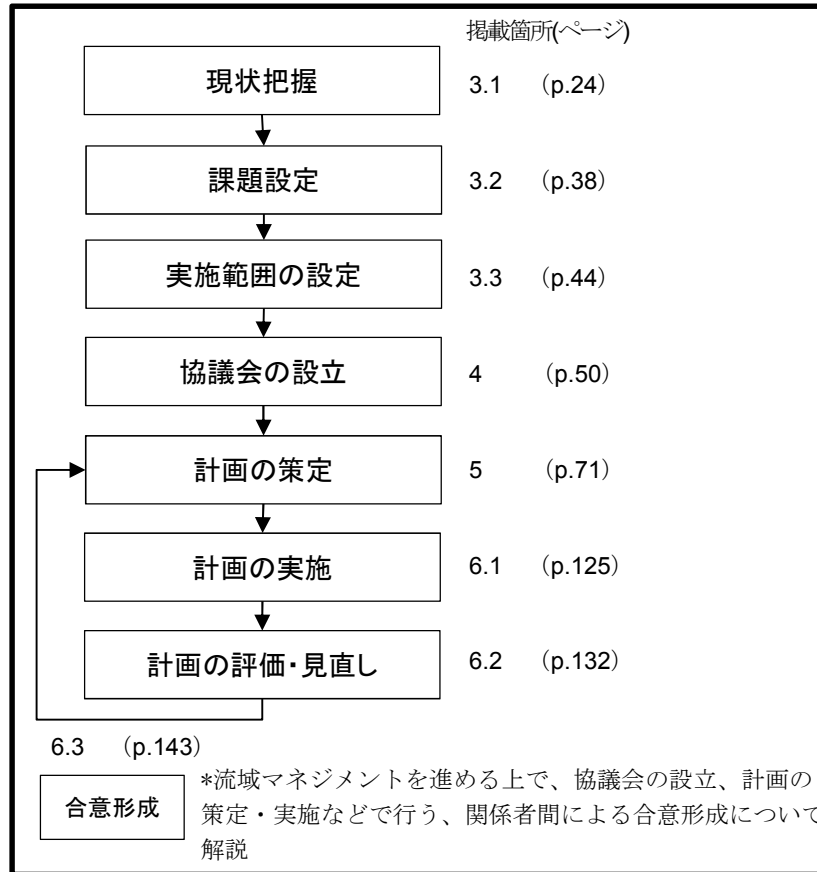 掲載箇所(ページ)
現状把握 3.1 （p.24）
課題設定 3.2 （p.38）
実施範囲の設定 3.3 （p.44）
協議会の設立 4 （p.50）
計画の策定 5 （p.71）
計画の実施 6.1 （p.125）
計画の評価・見直し 6.2 （p.132）
6.3 （p.143）
合意形成
*流域マネジメントを進める上で、協議会の設立、計画の
策定・実施などで行う、関係者間による合意形成について
解説